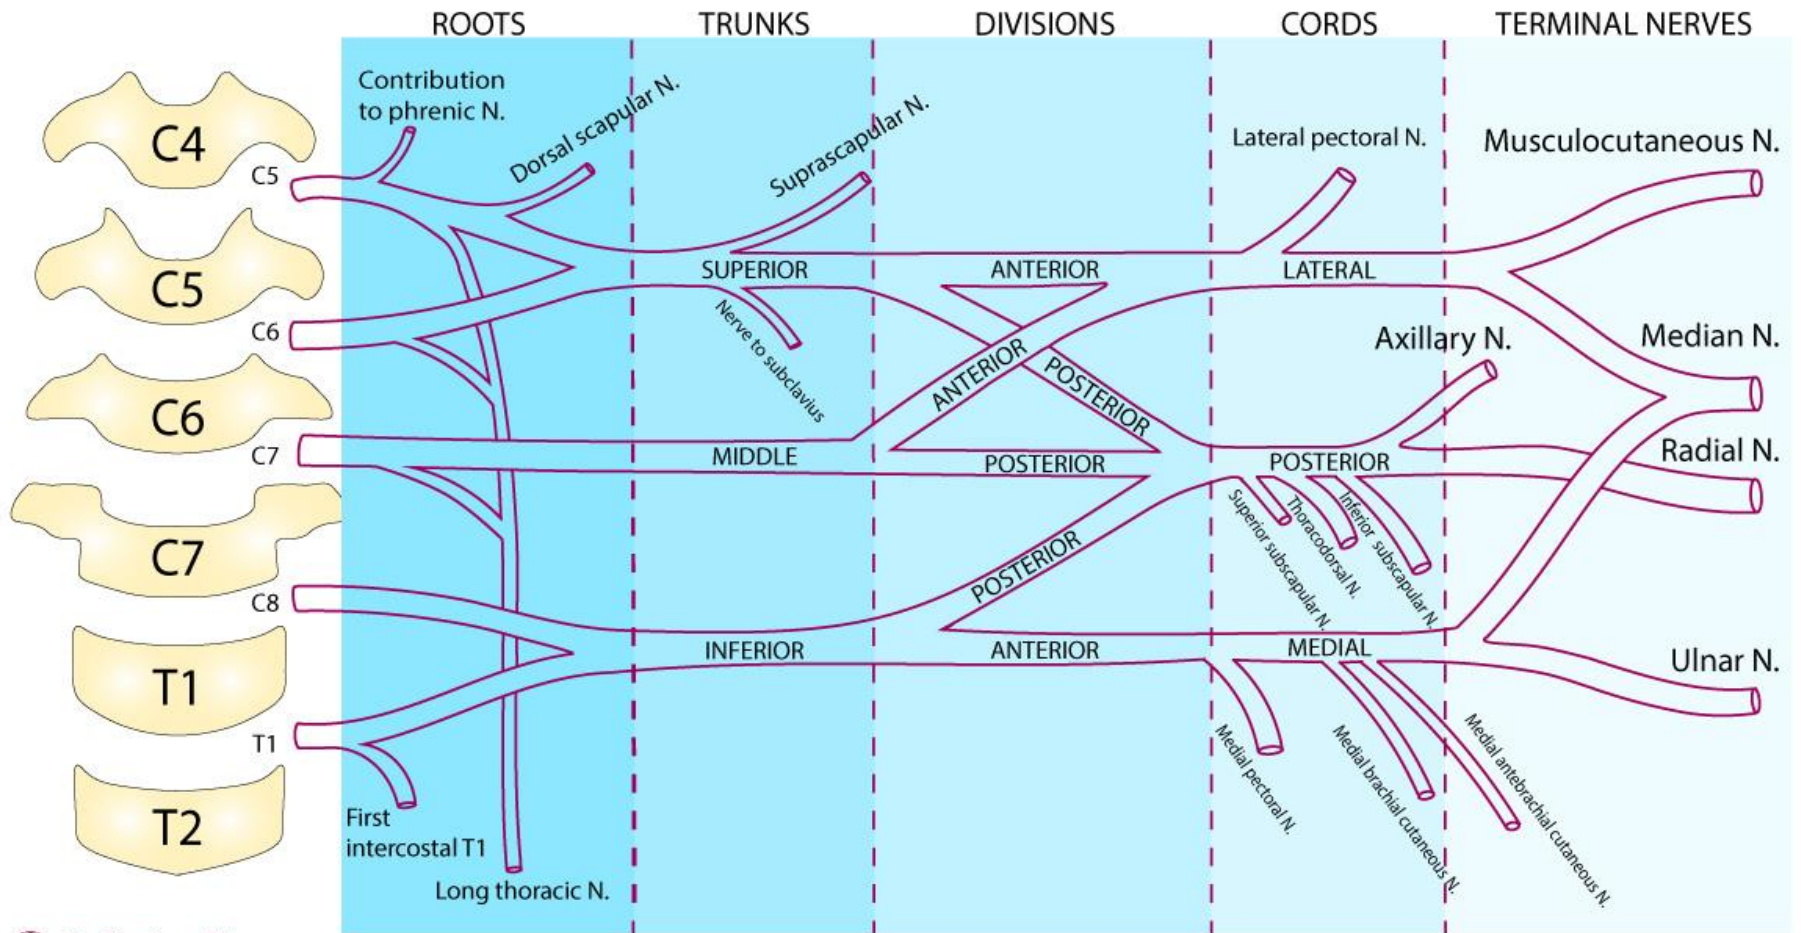 ROOTS
TRUNKS
DIVISIONS
CORDS
TERMINAL NERVES
C4
C5
C6
C7
T1
T2
C5
C6
C7
C8
T1
Contribution
to phrenic N.
Dorsal scapular N.
Suprascapular N.
Lateral pectoral N.
Musculocutaneous N.
SUPERIOR
ANTERIOR
LATERAL
Nerve to subclavius
ANTERIOR
POSTERIOR
Axillary N.
Median N.
MIDDLE
POSTERIOR
POSTERIOR
Radial N.
Superior subscapular N.
Thoracodorsal N.
Inferior subscapular N.
POSTERIOR
INFERIOR
ANTERIOR
MEDIAL
Ulnar N.
Medial pectoral N.
Medial brachial cutaneous N.
Medial antebrachial cutaneous N.
First
intercostal T1
Long thoracic N.